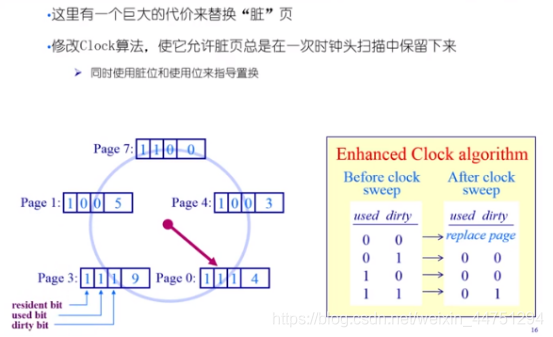 •这里有一个巨大的代价来替换“脏”页
•修改Clock算法，使它允许脏页总是在一次时钟头扫描中保留下来
➢ 同时使用脏位和使用位来指导置换
Page 7: 1 1 0 0
Page 1: 1 0 0 5
Page 4: 1 0 0 3
Page 3: 1 1 1 9
Page 0: 1 1 1 4
resident bit
used bit
dirty bit
Enhanced Clock algorithm
Before clock sweep
After clock sweep
used dirty
used dirty
0 0 → replace page
0 1 → 0 0
1 0 → 0 0
1 1 → 0 1
https://blog.csdn.net/weixin_44751294
16